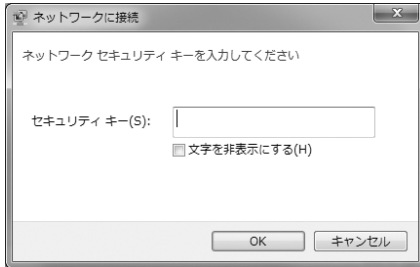 ネットワークに接続
ネットワーク セキュリティ キーを入力してください
セキュリティ キー(S):
文字を非表示にする(H)
OK
キャンセル